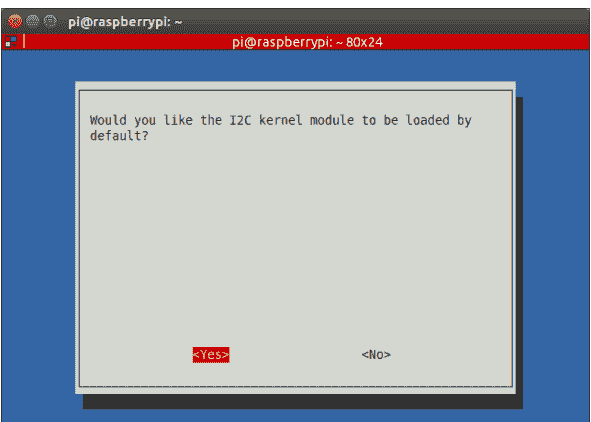 pi@raspberrypi: ~
pi@raspberrypi: ~ 80x24
Would you like the I2C kernel module to be loaded by
default?
<Yes> <No>